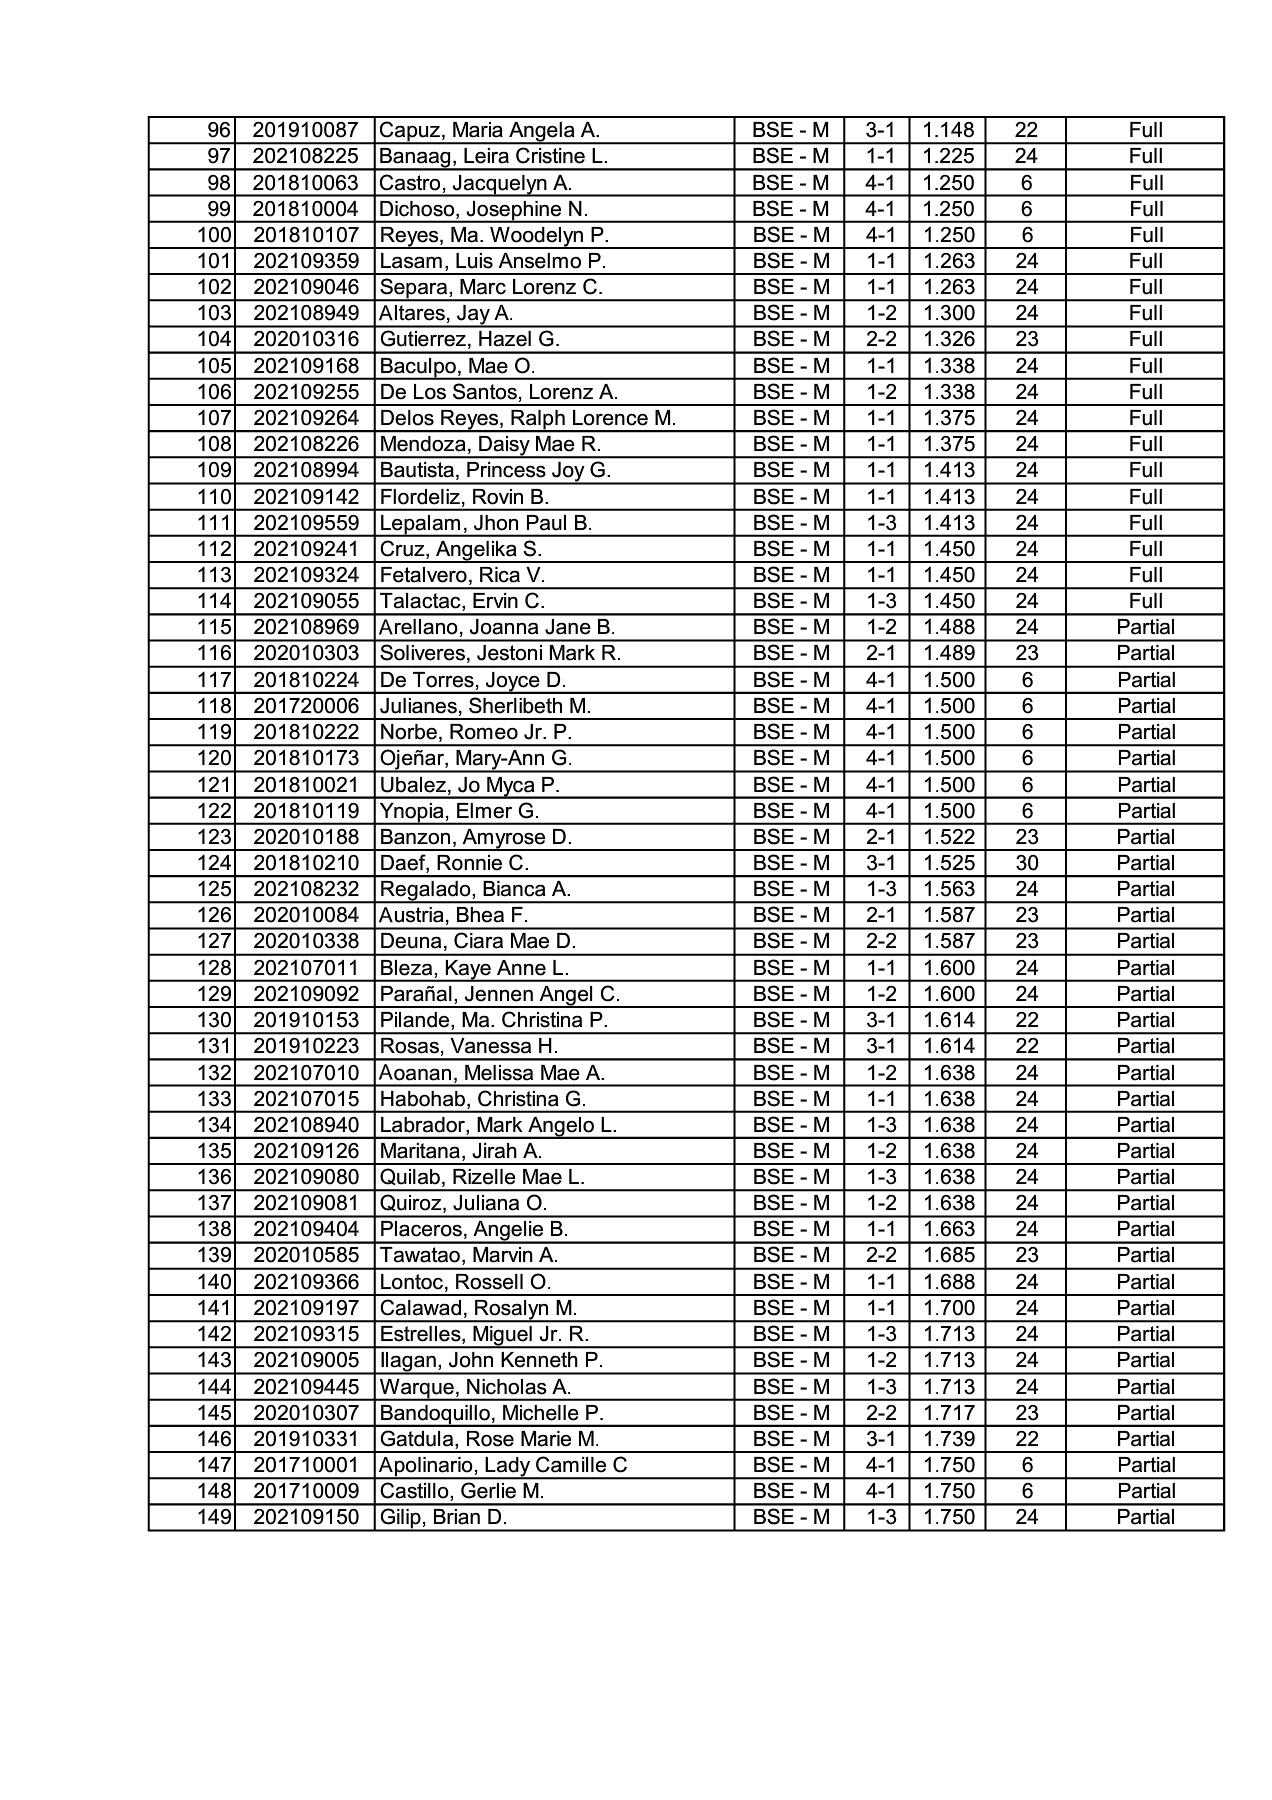 96 201910087 Capuz, Maria Angela A. BSE - M 3-1 1.148 22 Full
97 202108225 Banaag, Leira Cristine L. BSE - M 1-1 1.225 24 Full
98 201810063 Castro, Jacquelyn A. BSE - M 4-1 1.250 6 Full
99 201810004 Dichoso, Josephine N. BSE - M 4-1 1.250 6 Full
100 201810107 Reyes, Ma. Woodelyn P. BSE - M 4-1 1.250 6 Full
101 202109359 Lasam, Luis Anselmo P. BSE - M 1-1 1.263 24 Full
102 202109046 Separa, Marc Lorenz C. BSE - M 1-1 1.263 24 Full
103 202108949 Altares, Jay A. BSE - M 1-2 1.300 24 Full
104 202010316 Gutierrez, Hazel G. BSE - M 2-2 1.326 23 Full
105 202109168 Baculpo, Mae O. BSE - M 1-1 1.338 24 Full
106 202109255 De Los Santos, Lorenz A. BSE - M 1-2 1.338 24 Full
107 202109264 Delos Reyes, Ralph Lorence M. BSE - M 1-1 1.375 24 Full
108 202108226 Mendoza, Daisy Mae R. BSE - M 1-1 1.375 24 Full
109 202108994 Bautista, Princess Joy G. BSE - M 1-1 1.413 24 Full
110 202109142 Flordeliz, Rovin B. BSE - M 1-1 1.413 24 Full
111 202109559 Lepalam, Jhon Paul B. BSE - M 1-3 1.413 24 Full
112 202109241 Cruz, Angelika S. BSE - M 1-1 1.450 24 Full
113 202109324 Fetalvero, Rica V. BSE - M 1-1 1.450 24 Full
114 202109055 Talactac, Ervin C. BSE - M 1-3 1.450 24 Full
115 202108969 Arellano, Joanna Jane B. BSE - M 1-2 1.488 24 Partial
116 202010303 Soliveres, Jestoni Mark R. BSE - M 2-1 1.489 23 Partial
117 201810224 De Torres, Joyce D. BSE - M 4-1 1.500 6 Partial
118 201720006 Julianes, Sherlibeth M. BSE - M 4-1 1.500 6 Partial
119 201810222 Norbe, Romeo Jr. P. BSE - M 4-1 1.500 6 Partial
120 201810173 Ojeñar, Mary-Ann G. BSE - M 4-1 1.500 6 Partial
121 201810021 Ubalez, Jo Myca P. BSE - M 4-1 1.500 6 Partial
122 201810119 Ynopia, Elmer G. BSE - M 4-1 1.500 6 Partial
123 202010188 Banzon, Amyrose D. BSE - M 2-1 1.522 23 Partial
124 201810210 Daef, Ronnie C. BSE - M 3-1 1.525 30 Partial
125 202108232 Regalado, Bianca A. BSE - M 1-3 1.563 24 Partial
126 202010084 Austria, Bhea F. BSE - M 2-1 1.587 23 Partial
127 202010338 Deuna, Ciara Mae D. BSE - M 2-2 1.587 23 Partial
128 202107011 Bleza, Kaye Anne L. BSE - M 1-1 1.600 24 Partial
129 202109092 Parañal, Jennen Angel C. BSE - M 1-2 1.600 24 Partial
130 201910153 Pilande, Ma. Christina P. BSE - M 3-1 1.614 22 Partial
131 201910223 Rosas, Vanessa H. BSE - M 3-1 1.614 22 Partial
132 202107010 Aoanan, Melissa Mae A. BSE - M 1-2 1.638 24 Partial
133 202107015 Habohab, Christina G. BSE - M 1-1 1.638 24 Partial
134 202108940 Labrador, Mark Angelo L. BSE - M 1-3 1.638 24 Partial
135 202109126 Maritana, Jirah A. BSE - M 1-2 1.638 24 Partial
136 202109080 Quilab, Rizelle Mae L. BSE - M 1-3 1.638 24 Partial
137 202109081 Quiroz, Juliana O. BSE - M 1-2 1.638 24 Partial
138 202109404 Placeros, Angelie B. BSE - M 1-1 1.663 24 Partial
139 202010585 Tawatao, Marvin A. BSE - M 2-2 1.685 23 Partial
140 202109366 Lontoc, Rossell O. BSE - M 1-1 1.688 24 Partial
141 202109197 Calawad, Rosalyn M. BSE - M 1-1 1.700 24 Partial
142 202109315 Estrelles, Miguel Jr. R. BSE - M 1-3 1.713 24 Partial
143 202109005 Ilagan, John Kenneth P. BSE - M 1-2 1.713 24 Partial
144 202109445 Warque, Nicholas A. BSE - M 1-3 1.713 24 Partial
145 202010307 Bandoquillo, Michelle P. BSE - M 2-2 1.717 23 Partial
146 201910331 Gatdula, Rose Marie M. BSE - M 3-1 1.739 22 Partial
147 201710001 Apolinario, Lady Camille C BSE - M 4-1 1.750 6 Partial
148 201710009 Castillo, Gerlie M. BSE - M 4-1 1.750 6 Partial
149 202109150 Gilip, Brian D. BSE - M 1-3 1.750 24 Partial